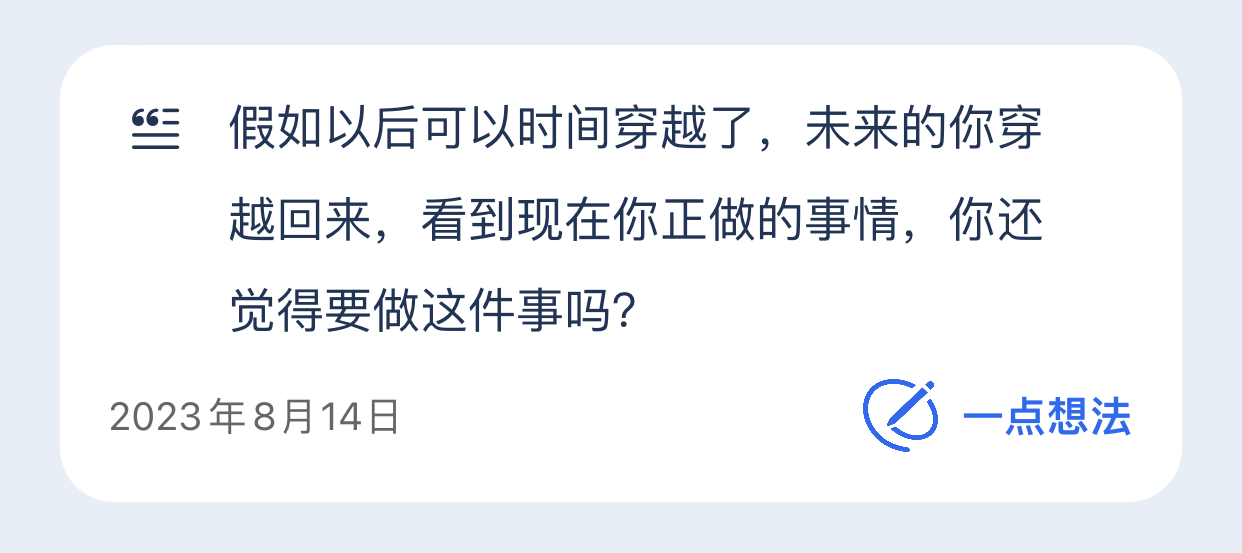 假如以后可以时间穿越了，未来的你穿
越回来，看到现在你正做的事情，你还
觉得要做这件事吗？
2023年8月14日
一点想法